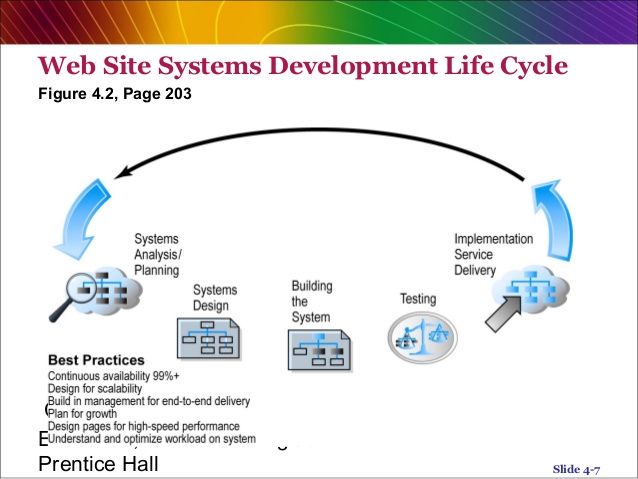 Web Site Systems Development Life Cycle
Figure 4.2, Page 203
Systems
Analysis/
Planning
Systems
Design
Building
the
System
Testing
Implementation
Service
Delivery
Best Practices
Continuous availability 99%+
Design for scalability
Build in management for end-to-end delivery
Plan for growth
Design pages for high-speed performance
Understand and optimize workload on system
Prentice Hall
Slide 4-7